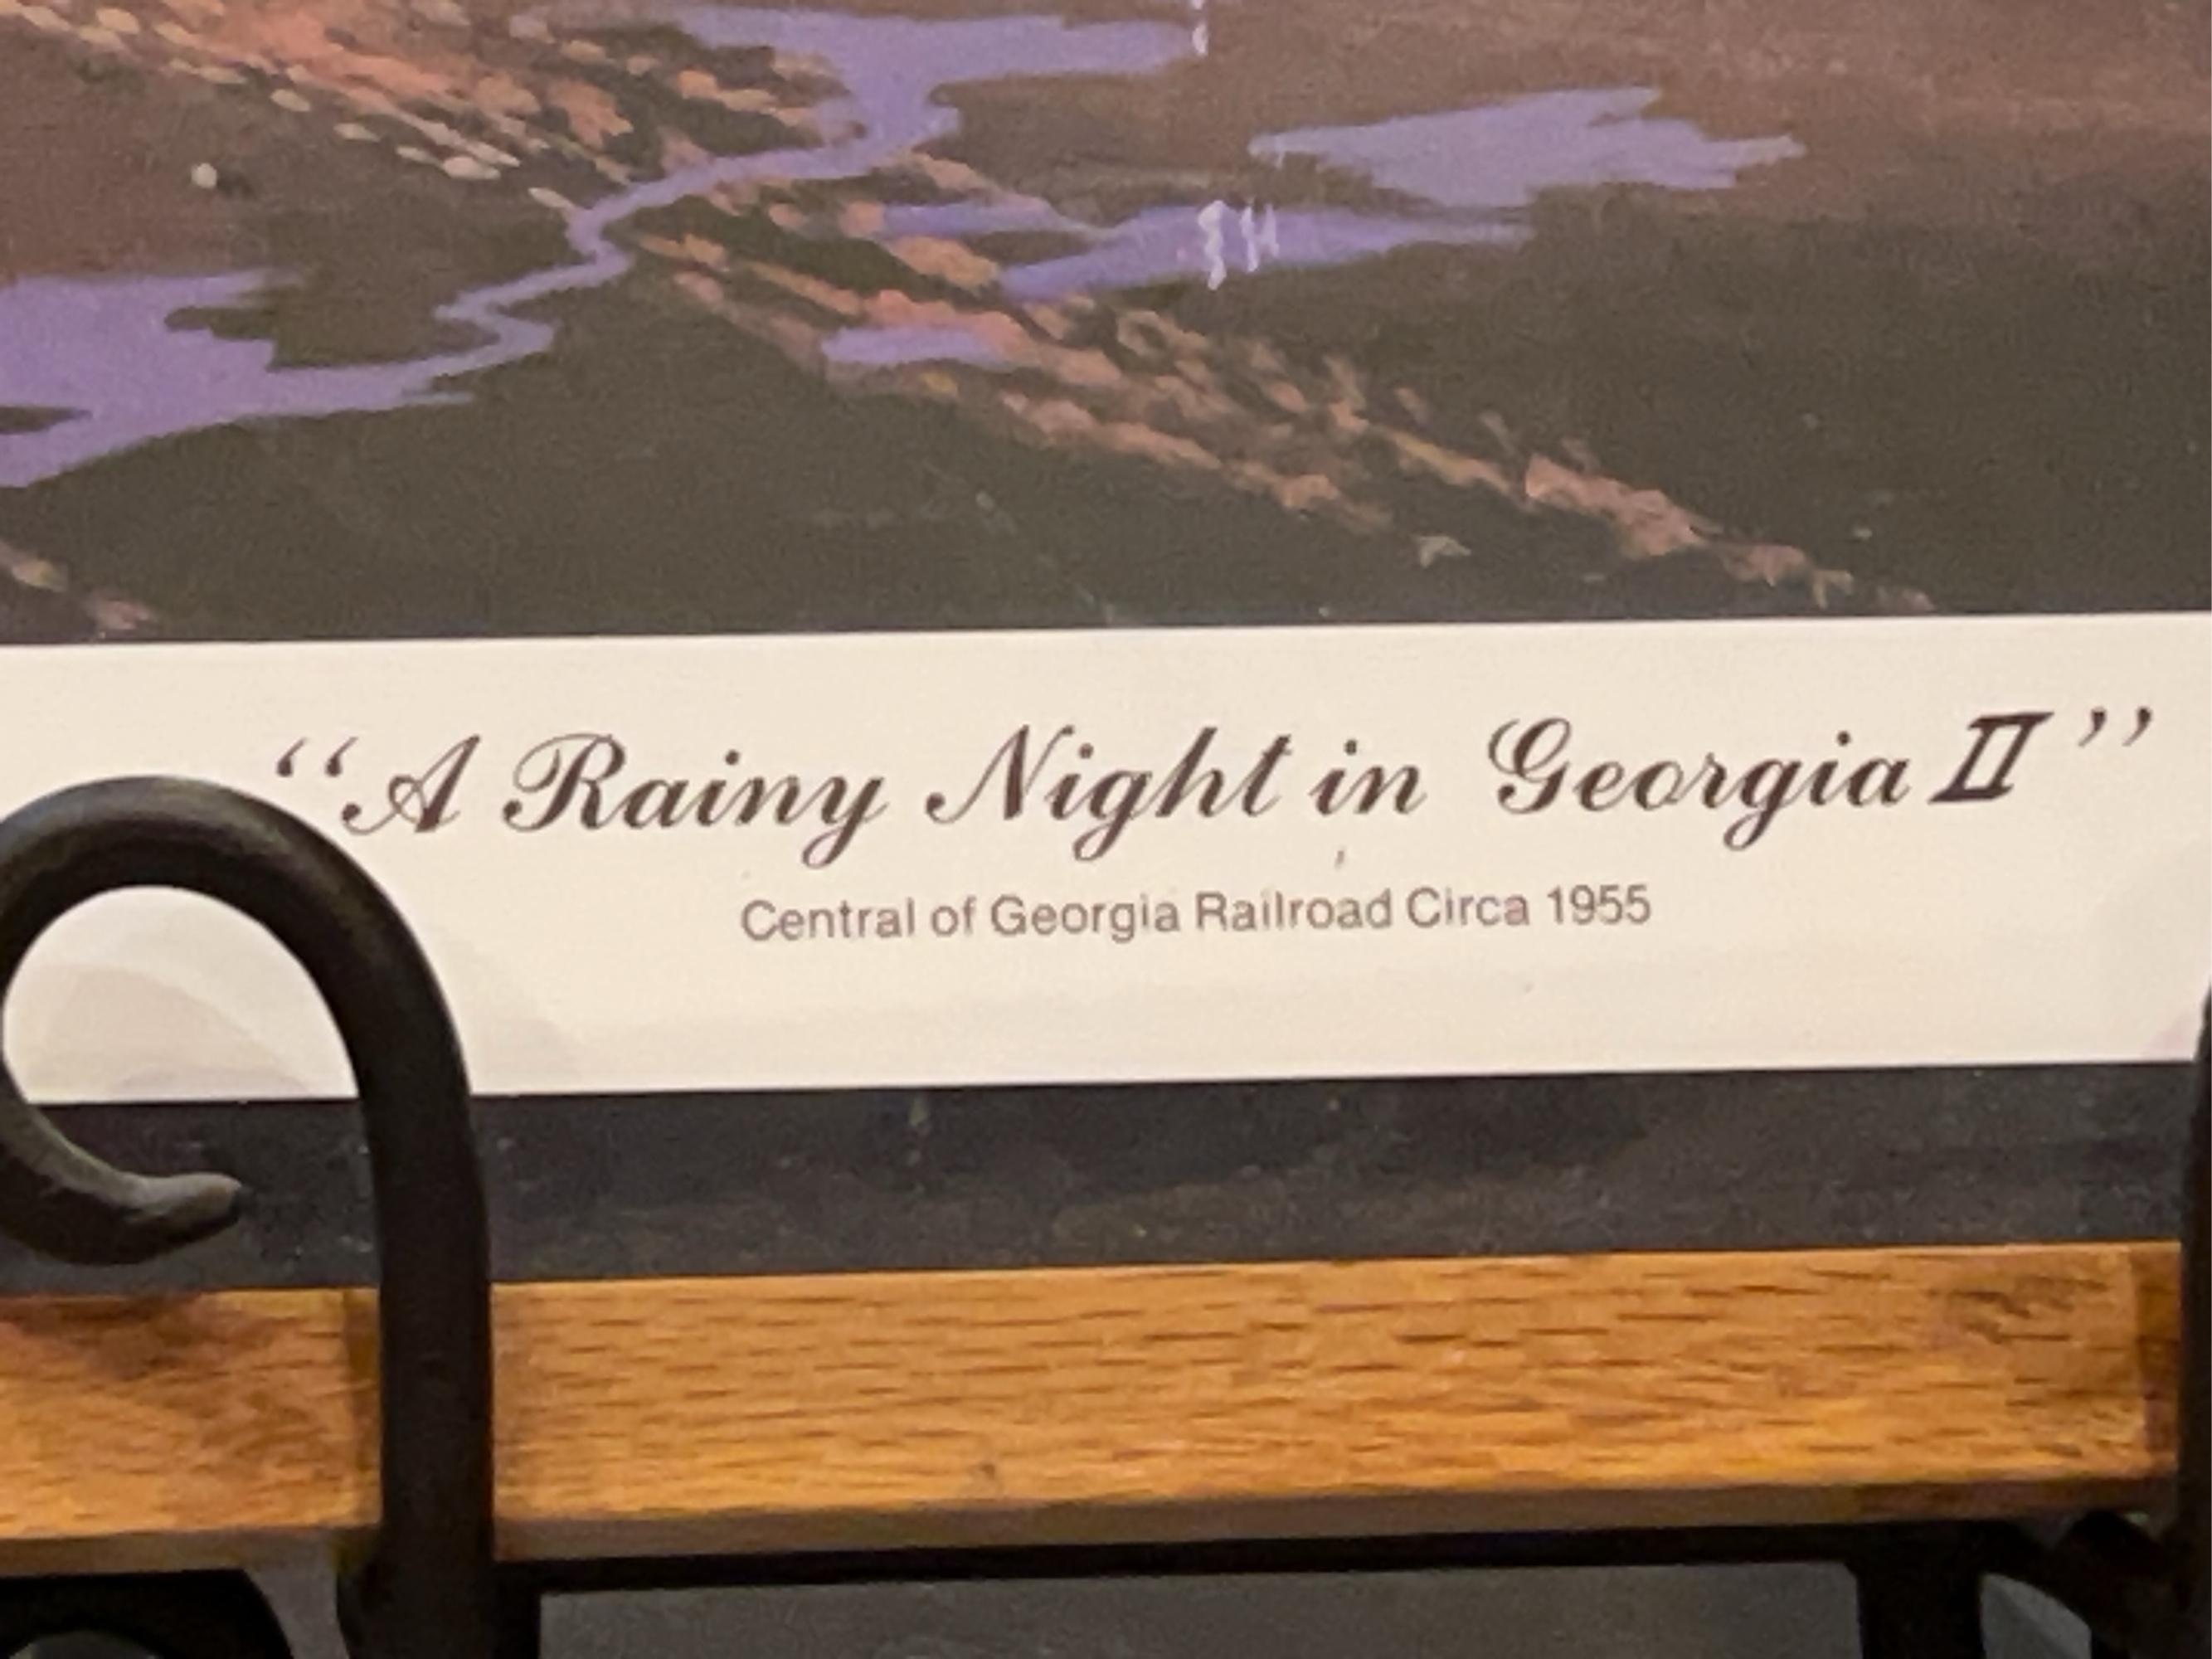 “A Rainy Night in Georgia II”
Central of Georgia Railroad Circa 1955